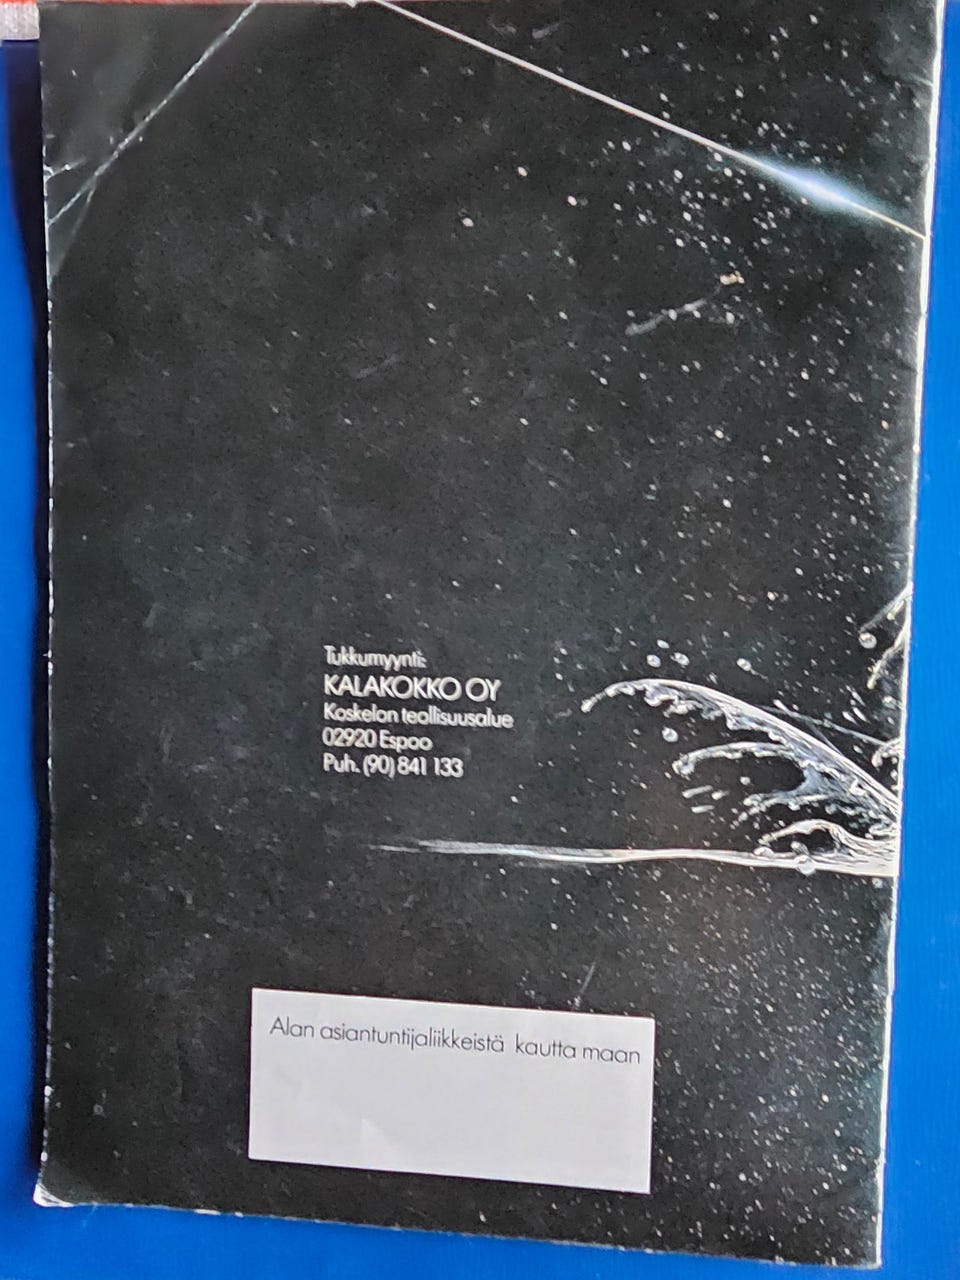 Tukkumyynti:
KALAKOKKO OY
Koskelon teollisuusalue
02920 Espoo
Puh. (90) 841 133
Alan asiantuntijaliikkeistä kautta maan